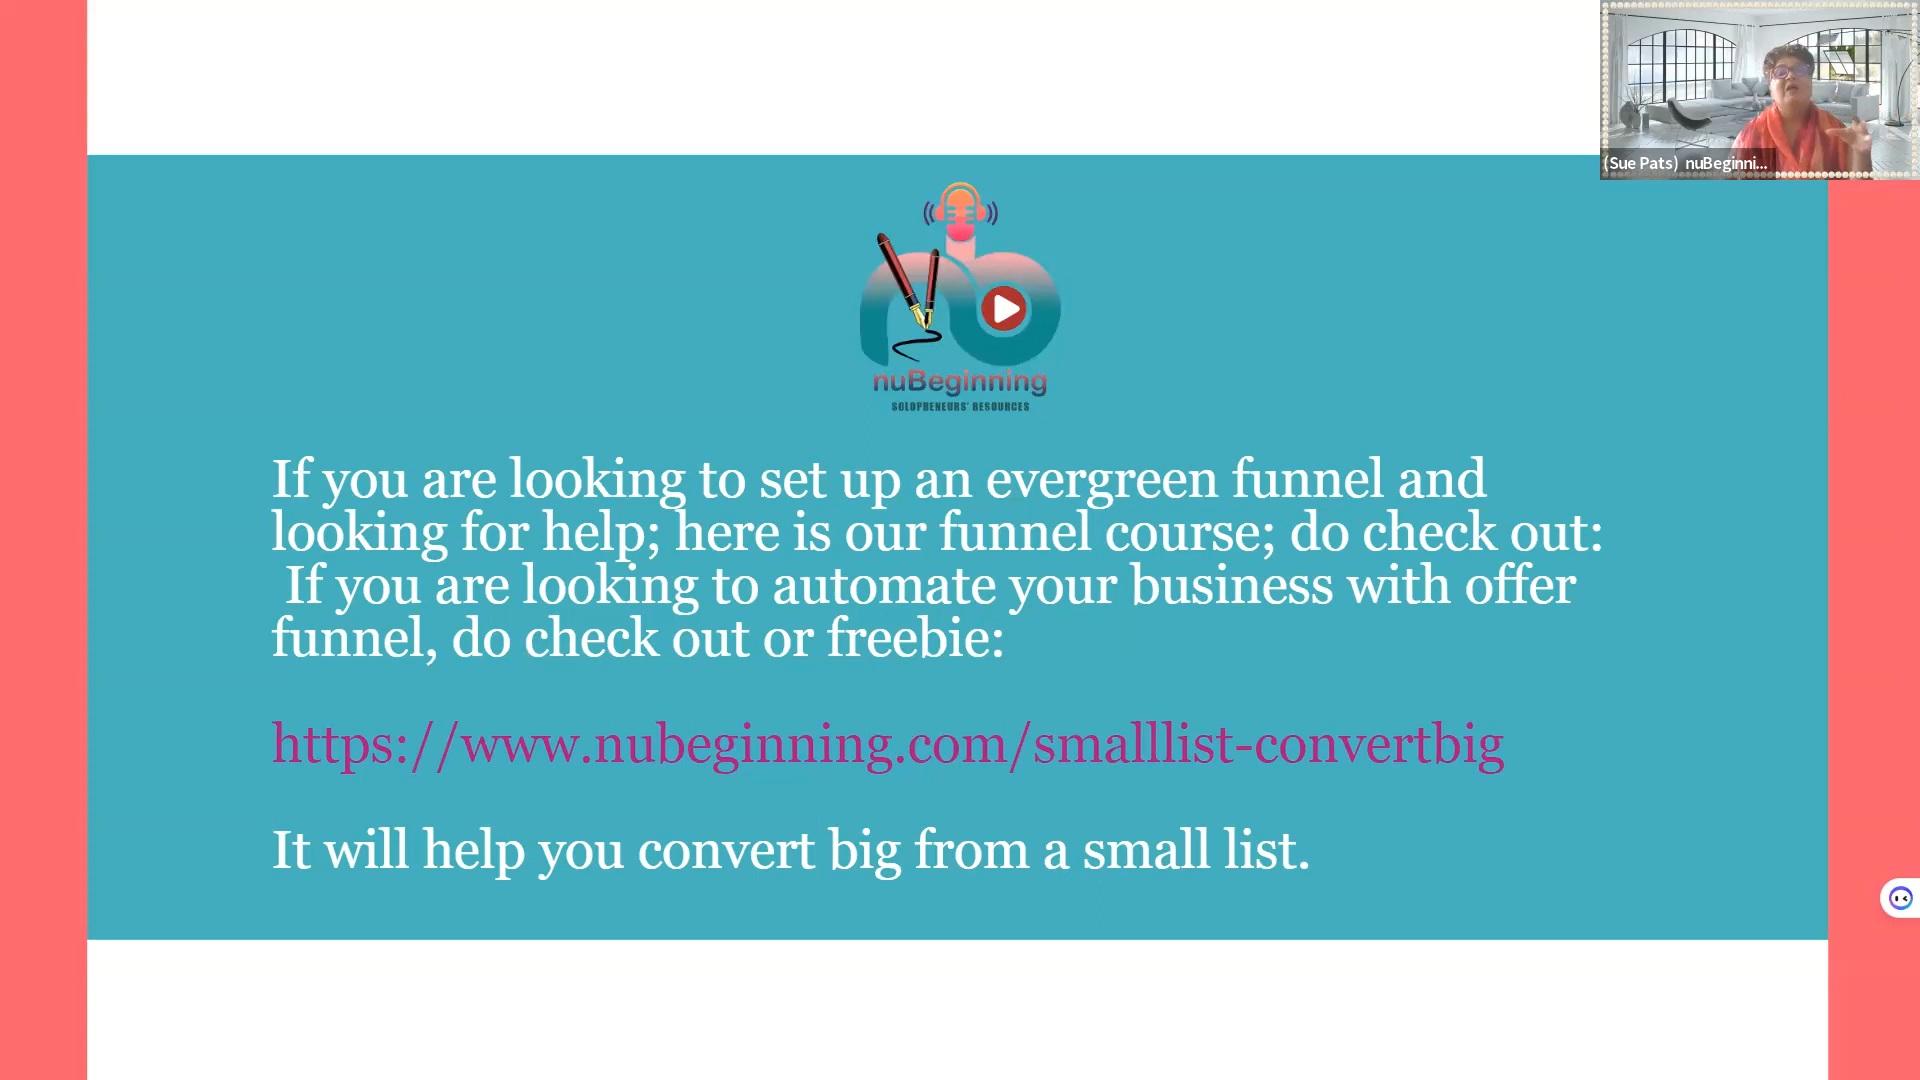 (Sue Pats) nuBeginni...
nuBeginning
SOLOPRENEURS' RESOURCES
If you are looking to set up an evergreen funnel and
looking for help; here is our funnel course; do check out:
If you are looking to automate your business with offer
funnel, do check out or freebie:
https://www.nubeginning.com/smalllist-convertbig
It will help you convert big from a small list.